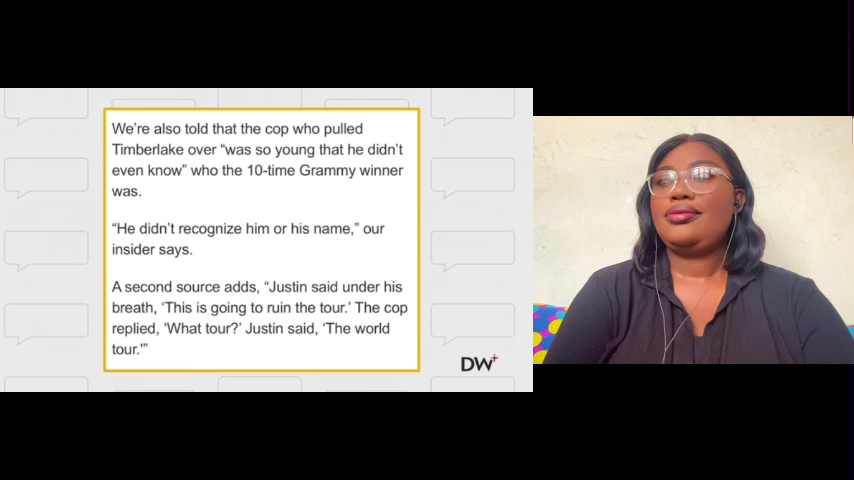 We’re also told that the cop who pulled
Timberlake over “was so young that he didn’t
even know” who the 10-time Grammy winner
was.
“He didn’t recognize him or his name,” our
insider says.
A second source adds, “Justin said under his
breath, ‘This is going to ruin the tour.’ The cop
replied, ‘What tour?’ Justin said, ‘The world
tour.’”
DW+